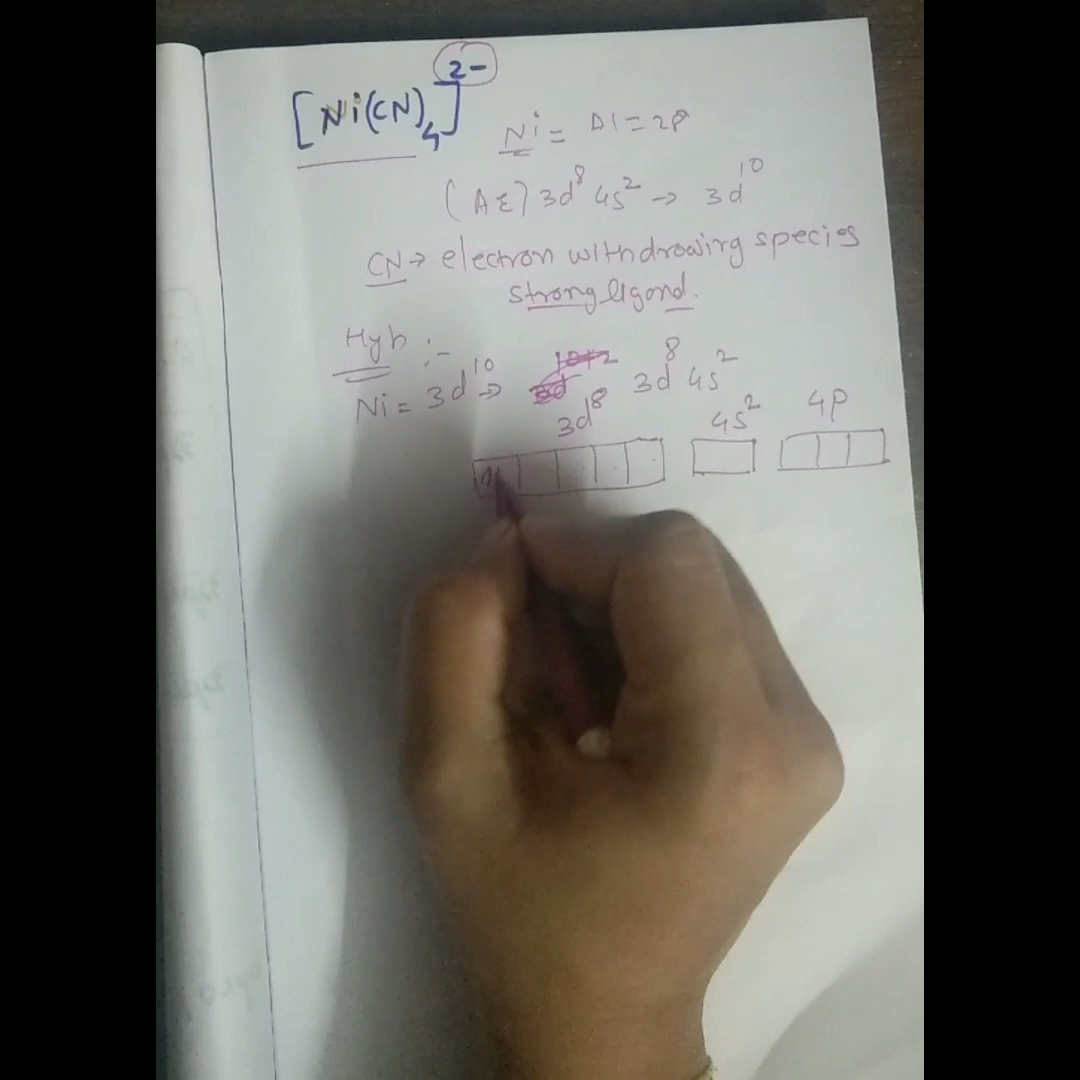 [Ni(CN)4]2-
Ni = A1 = 28
(AE) 3d8 4s2 → 3d10
CN → electron withdrawing species
strong ligand.
Hyb :-
Ni = 3d10 → 3d8 4s2
3d8 4s2 4p